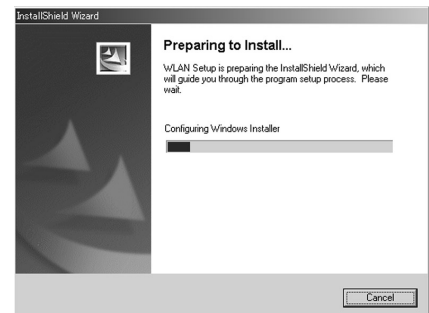 InstallShield Wizard
Preparing to Install...
WLAN Setup is preparing the InstallShield Wizard, which
will guide you through the program setup process. Please
wait.
Configuring Windows Installer
Cancel